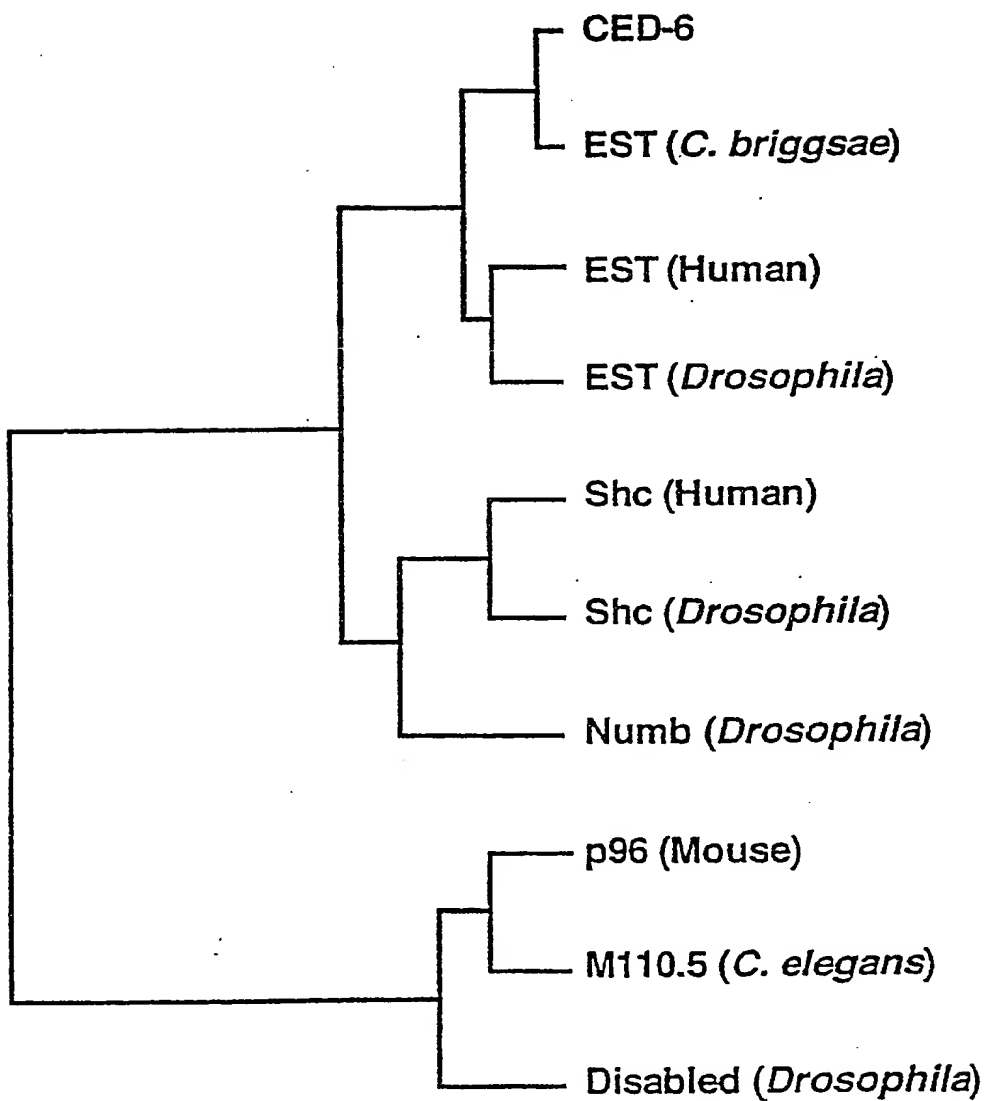 CED-6
EST (C. briggsae)
EST (Human)
EST (Drosophila)
Shc (Human)
Shc (Drosophila)
Numb (Drosophila)
p96 (Mouse)
M110.5 (C. elegans)
Disabled (Drosophila)